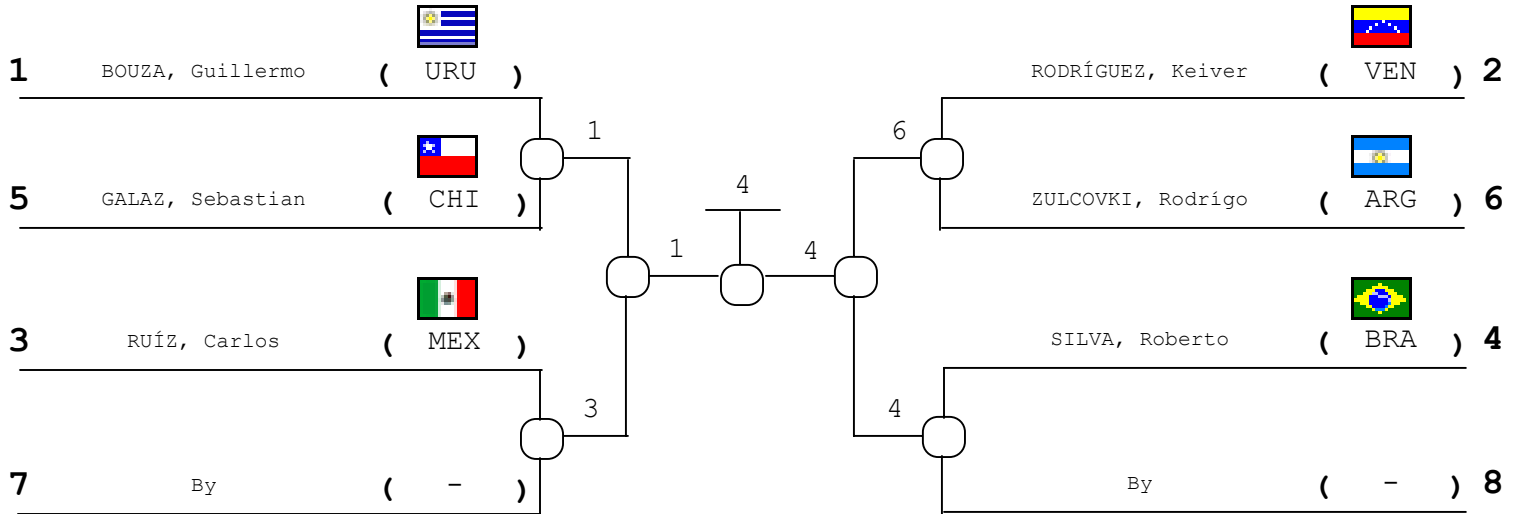 1 BOUZA, Guillermo ( URU )
RODRÍGUEZ, Keiver ( VEN ) 2
1
6
5 GALAZ, Sebastian ( CHI )
4
ZULCOVKI, Rodrígo ( ARG ) 6
1
4
3 RUÍZ, Carlos ( MEX )
SILVA, Roberto ( BRA ) 4
3
4
7 By ( - )
By ( - ) 8